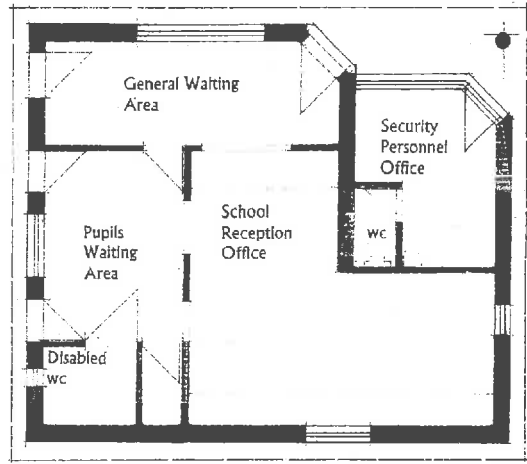 General Waiting
Area
Security
Personnel
Office
School
Reception
Office
WC
Pupils
Waiting
Area
Disabled
WC